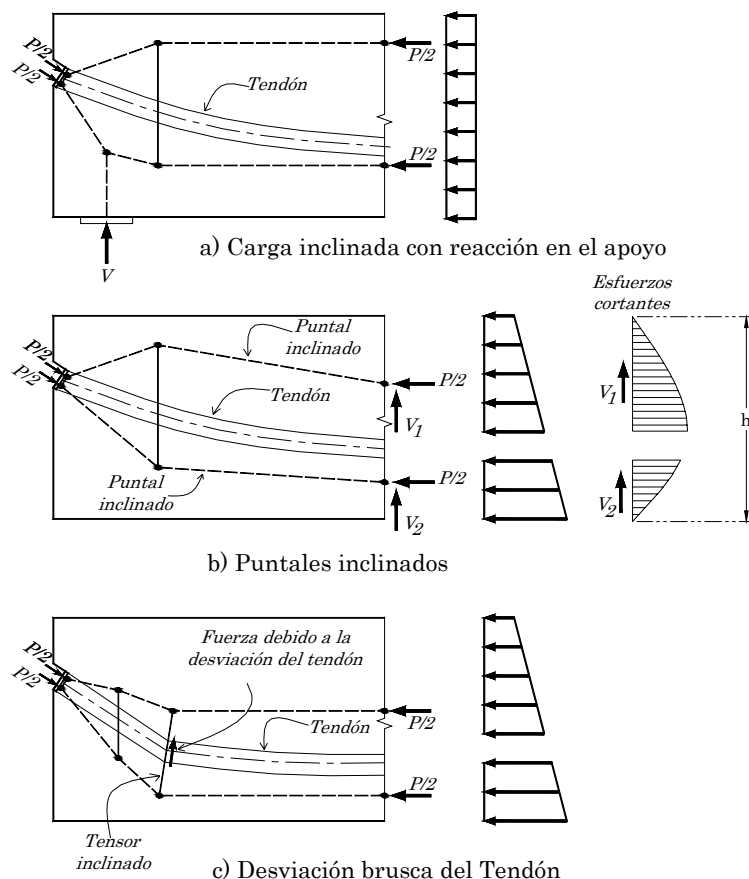 P/2
P/2
Tendón
P/2
P/2
V
a) Carga inclinada con reacción en el apoyo
Esfuerzos
cortantes
Puntal
inclinado
P/2
P/2
Tendón
P/2
V1
V1
h
P/2
Puntal
inclinado
V2
V2
b) Puntales inclinados
Fuerza debido a la
desviación del tendón
P/2
P/2
Tendón
P/2
P/2
Tensor
inclinado
c) Desviación brusca del Tendón